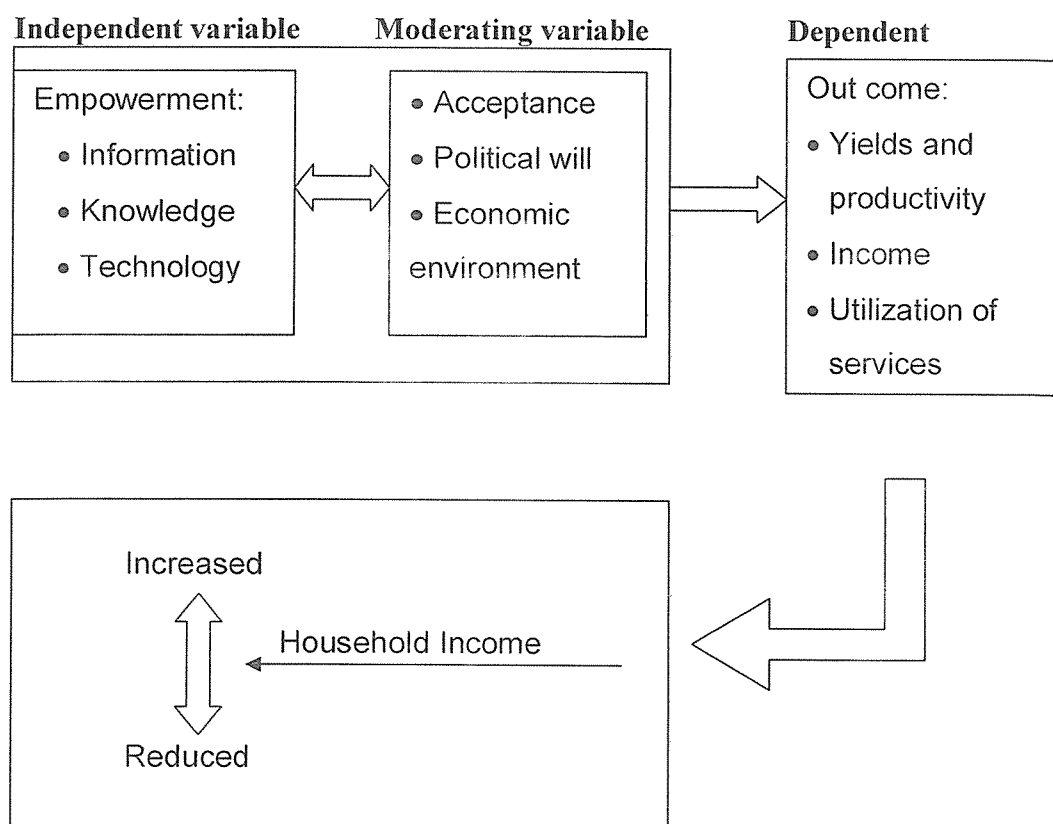 Independent variable
Moderating variable
Dependent
Empowerment:
• Information
• Knowledge
• Technology
• Acceptance
• Political will
• Economic
environment
Out come:
• Yields and
productivity
• Income
• Utilization of
services
Increased
Household Income
Reduced